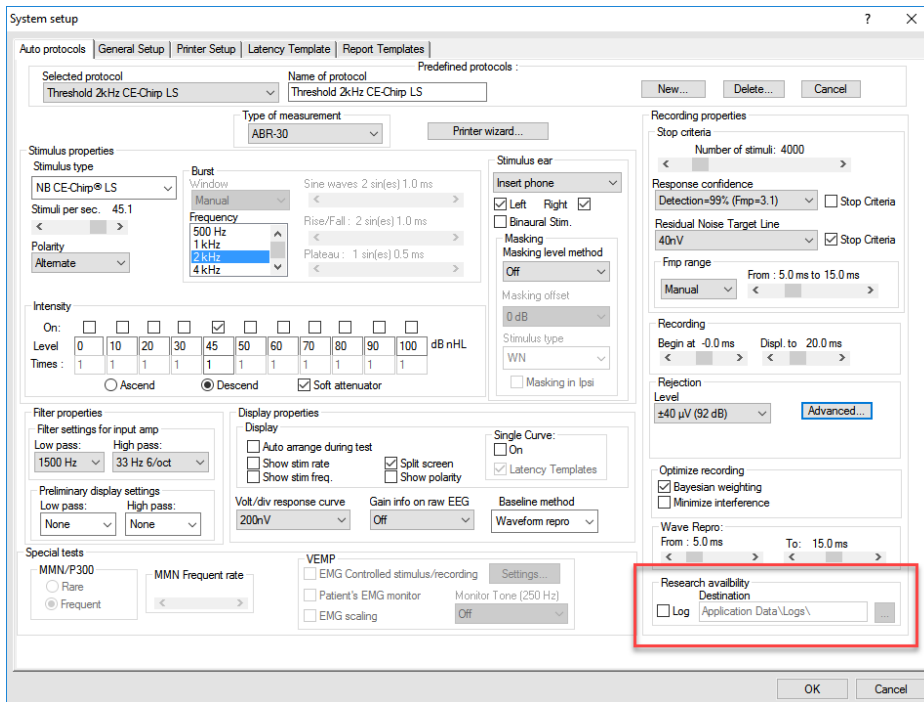 System setup
? X
Auto protocols General Setup Printer Setup Latency Template Report Templates
Predefined protocols :
Selected protocol
Threshold 2kHz CE-Chirp LS
Name of protocol
Threshold 2kHz CE-Chirp LS
New... Delete... Cancel
Type of measurement
ABR-30
Printer wizard...
Stimulus properties
Stimulus type
NB CE-Chirp® LS
Stimuli per sec. 45.1
Polarity
Alternate
Burst
Window
Manual
Frequency
500 Hz
1 kHz
2 kHz
4 kHz
Sine waves 2 sin(es) 1.0 ms
Rise/Fall : 2 sin(es) 1.0 ms
Plateau : 1 sin(es) 0.5 ms
Stimulus ear
Insert phone
Left Right
Binaural Stim.
Masking
Masking level method
Off
Masking offset
0 dB
Stimulus type
WN
Masking in Ipsi
Intensity
On:
Level 0 10 20 30 45 50 60 70 80 90 100 dB nHL
Times : 1 1 1 1 1 1 1 1 1 1 1
Ascend Descend Soft attenuator
Filter properties
Filter settings for input amp
Low pass: High pass:
1500 Hz 33 Hz 6/oct
Preliminary display settings
Low pass: High pass:
None None
Display properties
Display
Auto arrange during test
Show stim rate Split screen
Show stim freq. Show polarity
Single Curve:
On
Latency Templates
Volt/div response curve Gain info on raw EEG Baseline method
200nV Off Waveform repro
Special tests
MMN/P300
Rare
Frequent
MMN Frequent rate
VEMP
EMG Controlled stimulus/recording Settings...
Patient's EMG monitor Monitor Tone (250 Hz)
EMG scaling Off
Recording properties
Stop criteria
Number of stimuli: 4000
Response confidence
Detection=99% (Fmp=3.1) Stop Criteria
Residual Noise Target Line
40nV Stop Criteria
Fmp range
From : 5.0 ms to 15.0 ms
Manual
Recording
Begin at -0.0 ms Displ. to 20.0 ms
Rejection
Level
±40 µV (92 dB) Advanced...
Optimize recording
Bayesian weighting
Minimize interference
Wave Repro:
From : 5.0 ms To: 15.0 ms
Research availbility
Destination
Log Application Data\Logs\ ...
OK Cancel